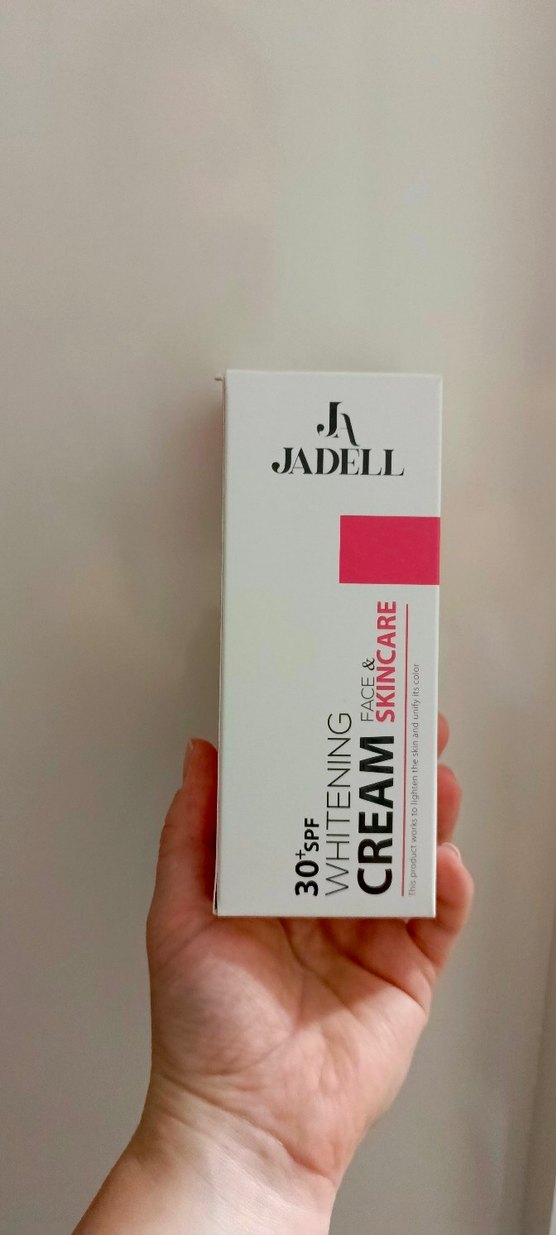 JA
JADELL
30+SPF
WHITENING
CREAM FACE &
SKINCARE
This product works to lighten the skin and unify its color